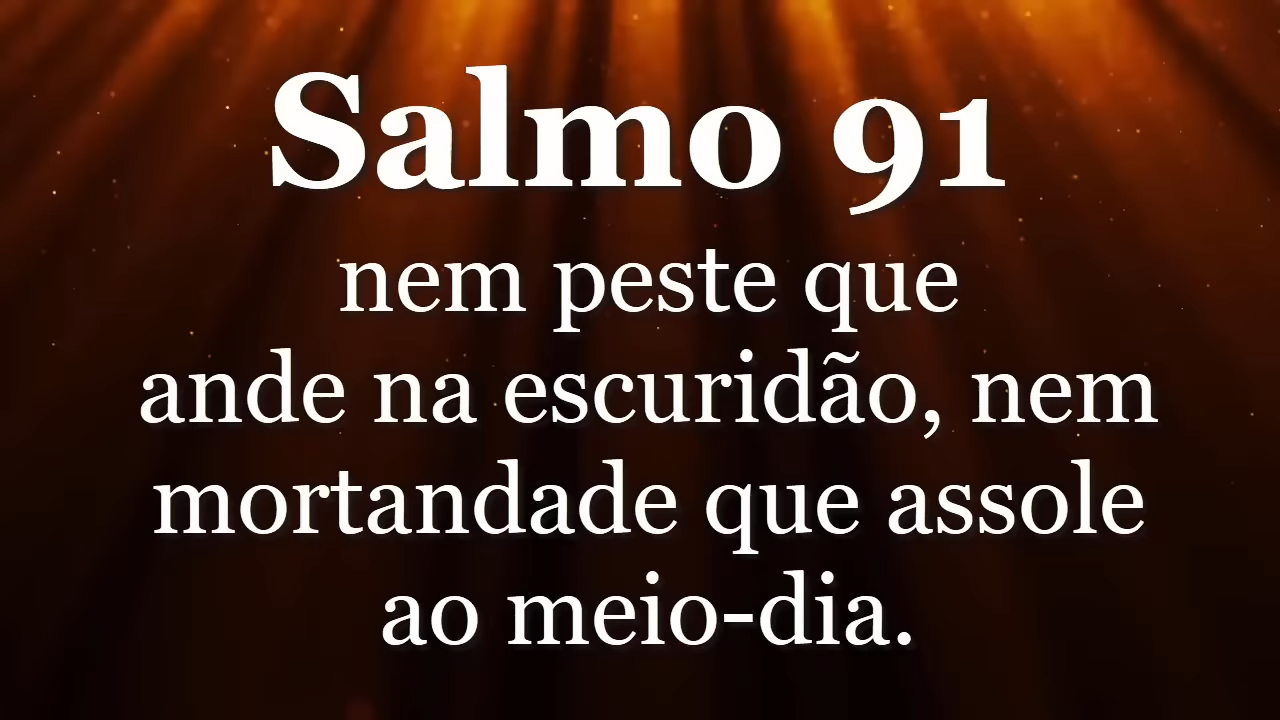 Salmo 91
nem peste que
ande na escuridão, nem
mortandade que assole
ao meio-dia.